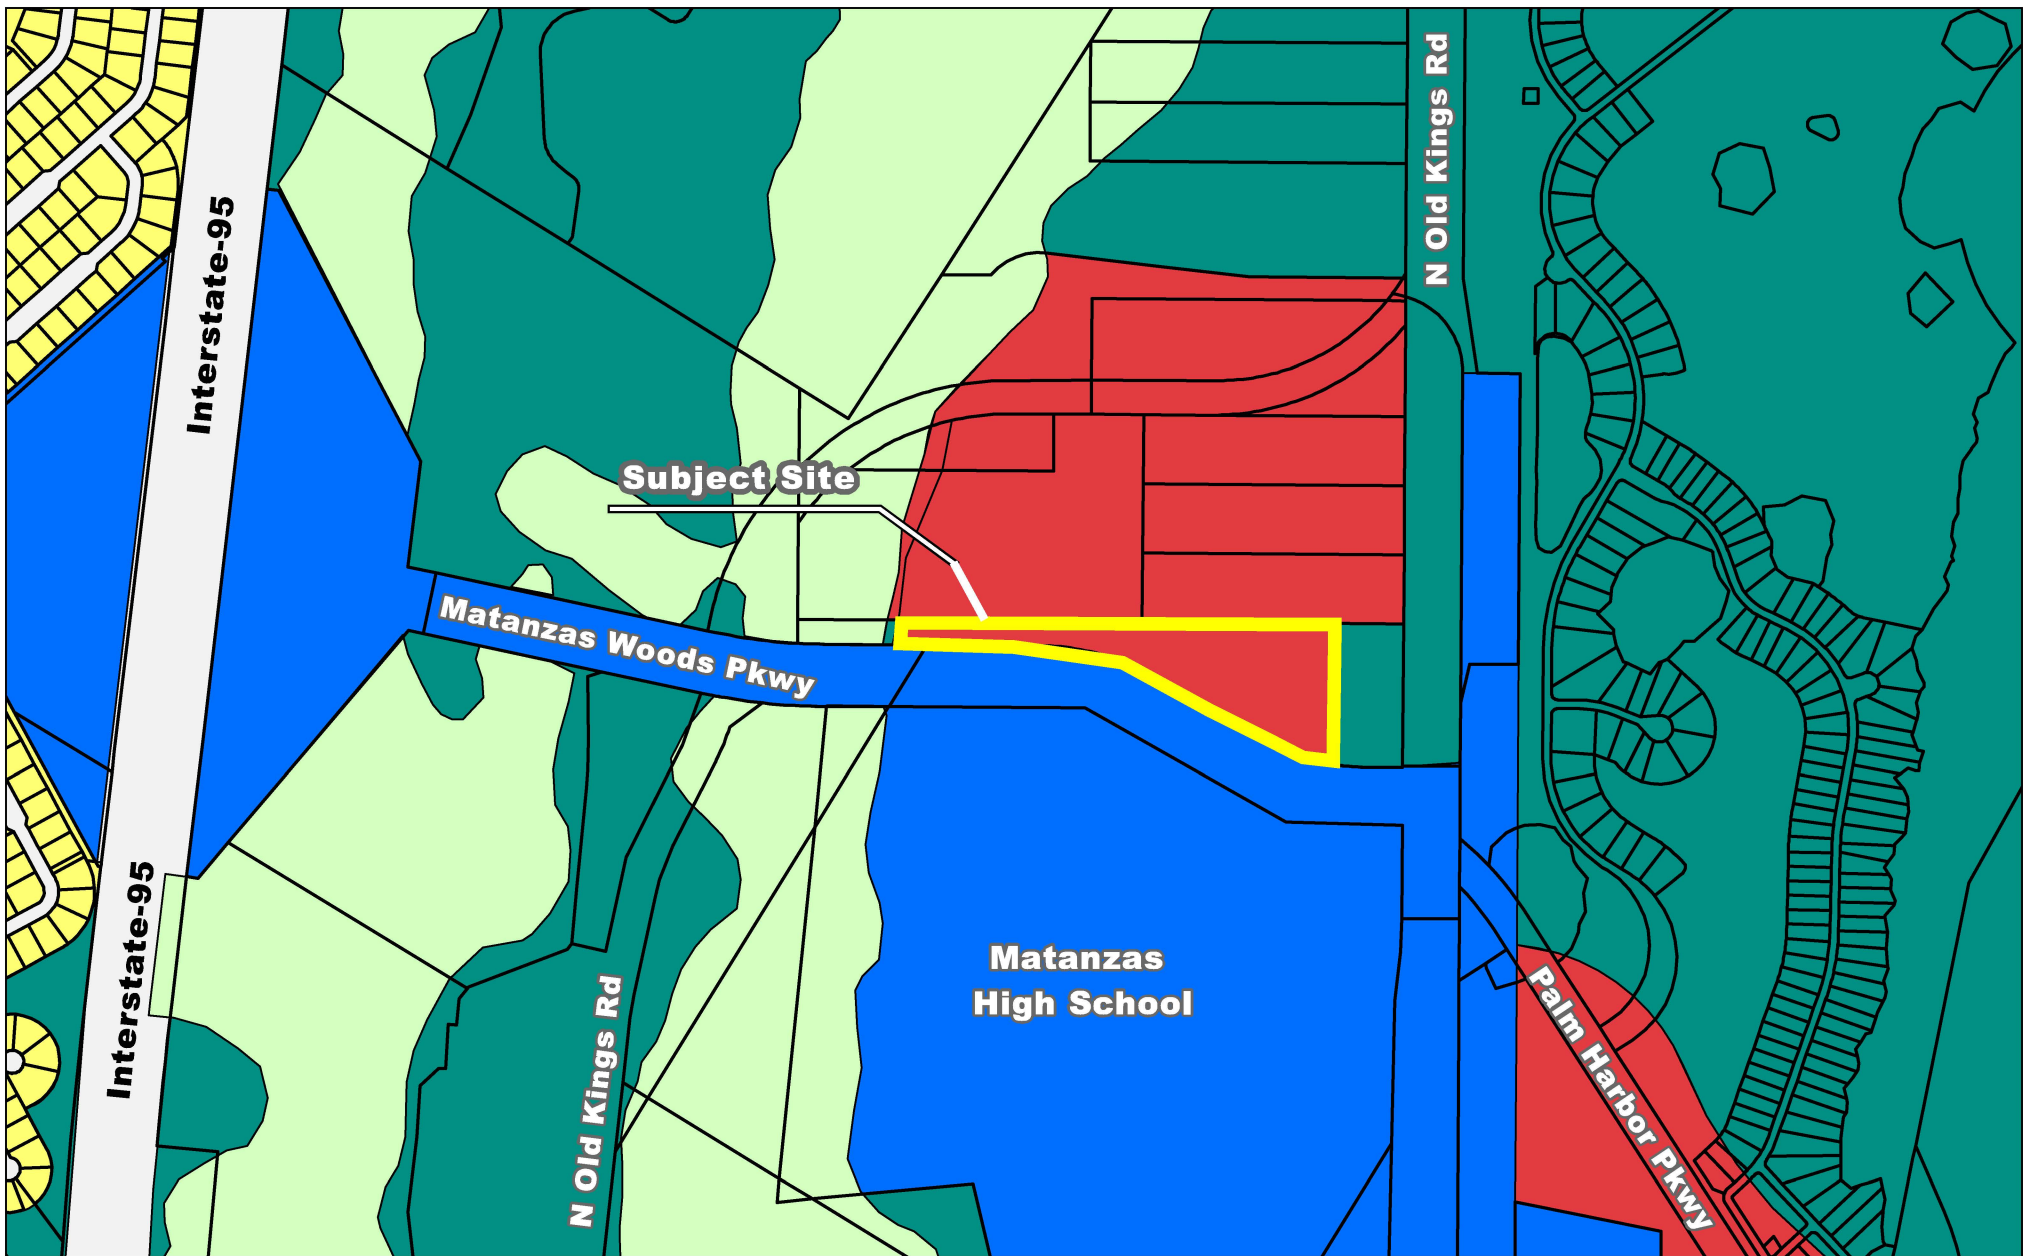 N Old Kings Rd
Interstate-95
Subject Site
Matanzas Woods Pkwy
Interstate-95
Matanzas
High School
N Old Kings Rd
Palm Harbor Pkwy